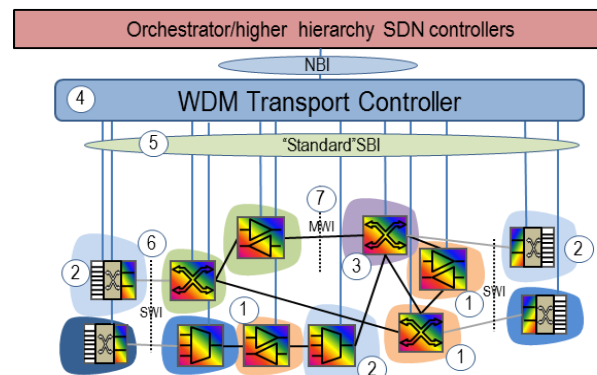 Orchestrator/higher hierarchy SDN controllers
NBI
4 WDM Transport Controller
5 "Standard"SBI
7
MWI
6
2
3
2
SWI
1
SWI
1
2
1